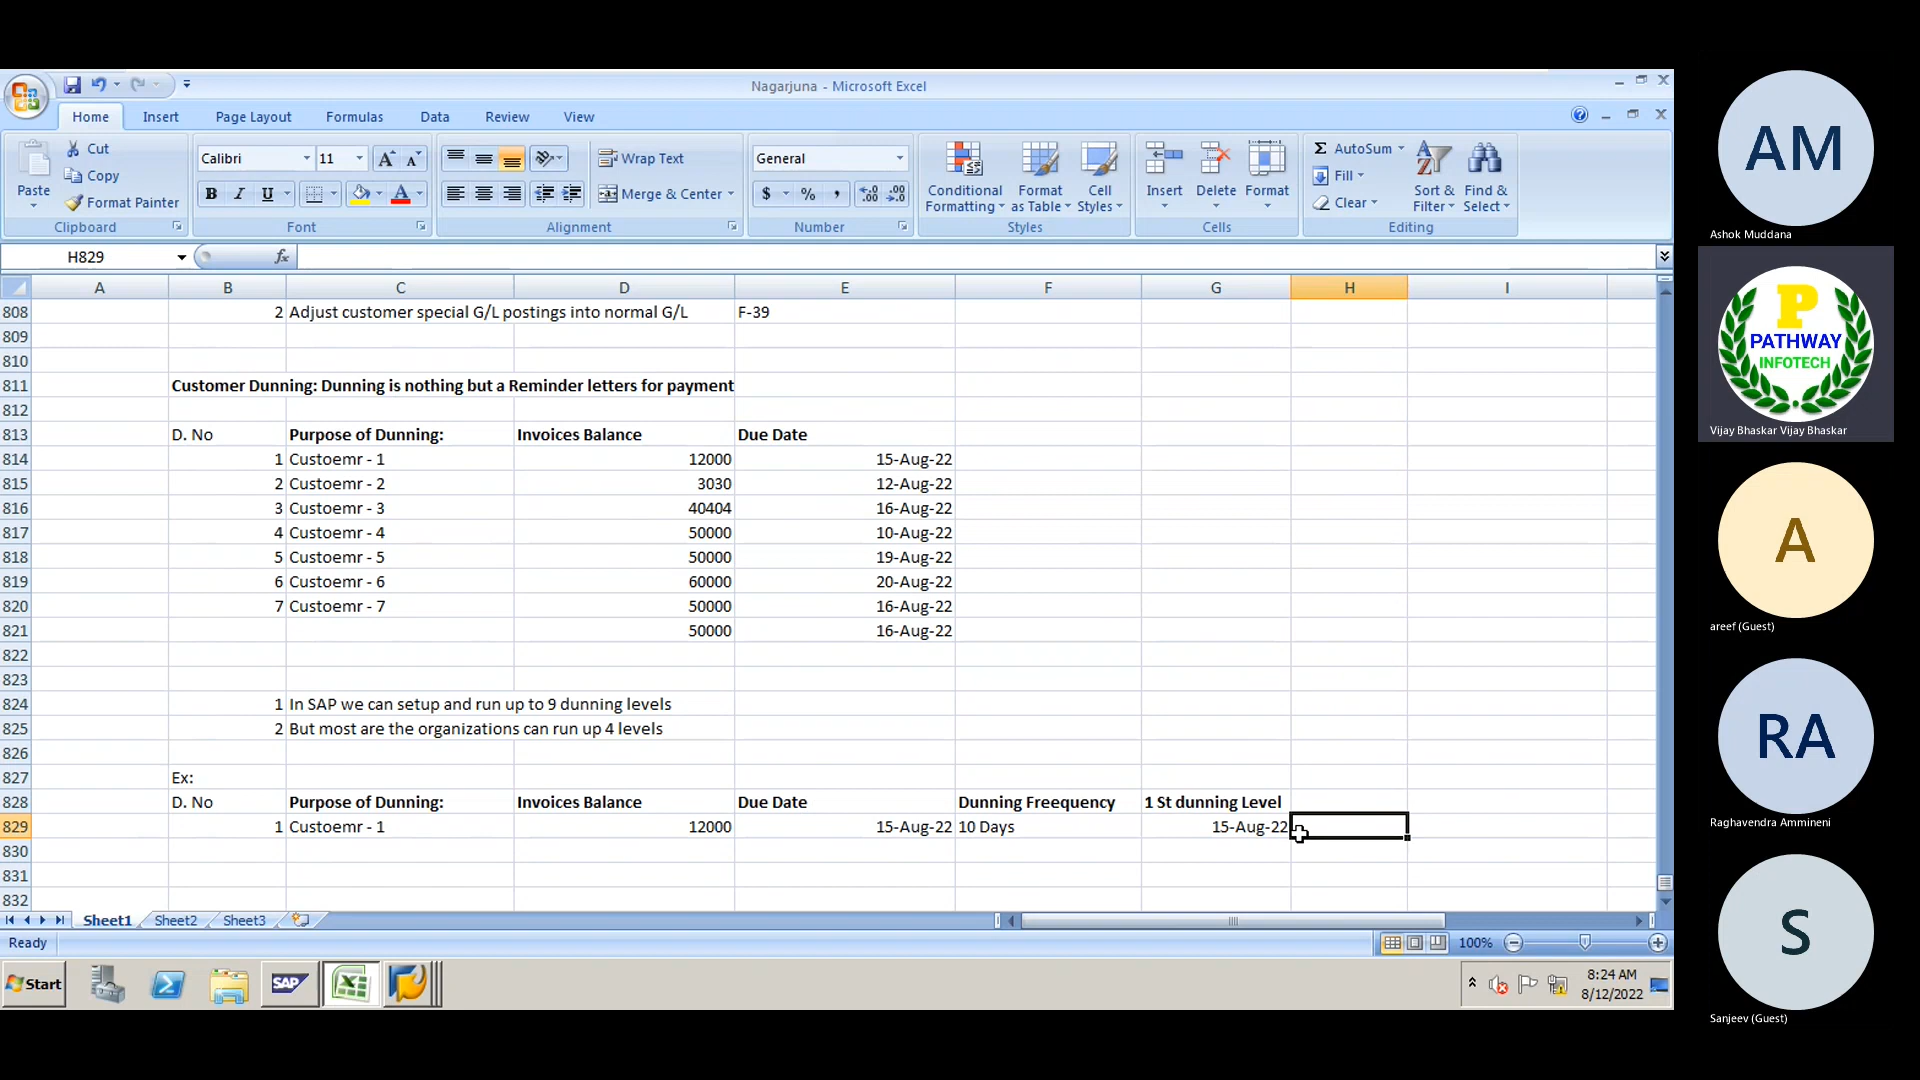 Nagarjuna - Microsoft Excel
Home Insert Page Layout Formulas Data Review View
Paste
Cut
Copy
Format Painter
Clipboard
Calibri 11
B I U
Font
Wrap Text
Merge & Center
Alignment
General
$ % ,
Number
Conditional Formatting
Format as Table
Cell Styles
Styles
Insert
Delete
Format
Cells
Σ AutoSum
Fill
Clear
Sort & Filter
Find & Select
Editing
H829 fx
A B C D E F G H I
808 2 Adjust customer special G/L postings into normal G/L F-39
809
810
811 Customer Dunning: Dunning is nothing but a Reminder letters for payment
812
813 D. No Purpose of Dunning: Invoices Balance Due Date
814 1 Custoemr - 1 12000 15-Aug-22
815 2 Custoemr - 2 3030 12-Aug-22
816 3 Custoemr - 3 40404 16-Aug-22
817 4 Custoemr - 4 50000 10-Aug-22
818 5 Custoemr - 5 50000 19-Aug-22
819 6 Custoemr - 6 60000 20-Aug-22
820 7 Custoemr - 7 50000 16-Aug-22
821 50000 16-Aug-22
822
823
824 1 In SAP we can setup and run up to 9 dunning levels
825 2 But most are the organizations can run up 4 levels
826
827 Ex:
828 D. No Purpose of Dunning: Invoices Balance Due Date Dunning Freequency 1 St dunning Level
829 1 Custoemr - 1 12000 15-Aug-22 10 Days 15-Aug-22
830
831
832
Sheet1 Sheet2 Sheet3
Ready 100%
Start SAP 8:24 AM
8/12/2022
AM
Ashok Muddana
P
PATHWAY
INFOTECH
Vijay Bhaskar Vijay Bhaskar
A
areef (Guest)
RA
Raghavendra Ammineni
S
Sanjeev (Guest)